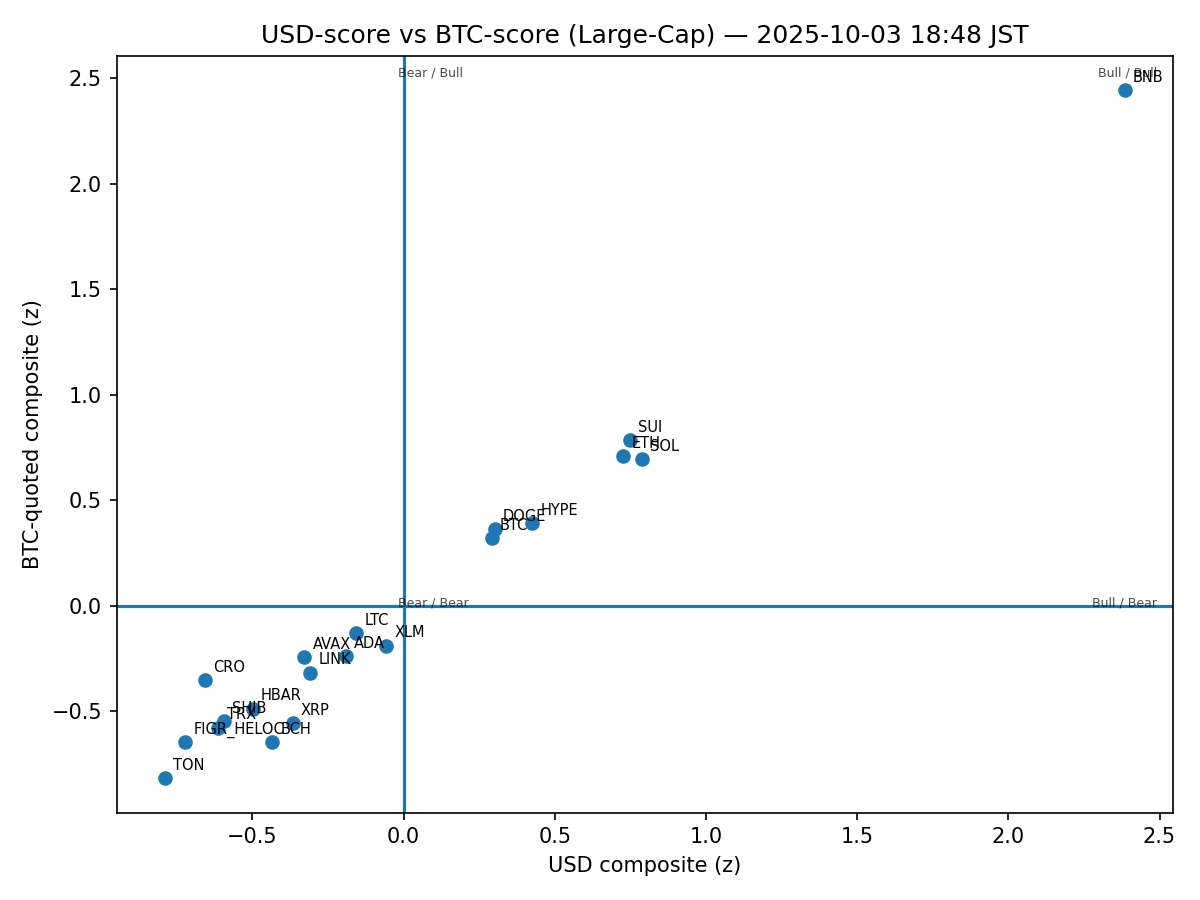 USD-score vs BTC-score (Large-Cap) — 2025-10-03 18:48 JST
Bear / Bull
Bull / Bull
BNB
2.5
2.0
1.5
1.0
0.5
0.0
−0.5
BTC-quoted composite (z)
SUI
ETH
SOL
HYPE
DOGE
BTC
Bear / Bear
Bull / Bear
LTC
XLM
AVAX
ADA
LINK
CRO
HBAR
SHIB
XRP
TRX
FIGR_HELOC
BCH
TON
−0.5
0.0
0.5
1.0
1.5
2.0
2.5
USD composite (z)